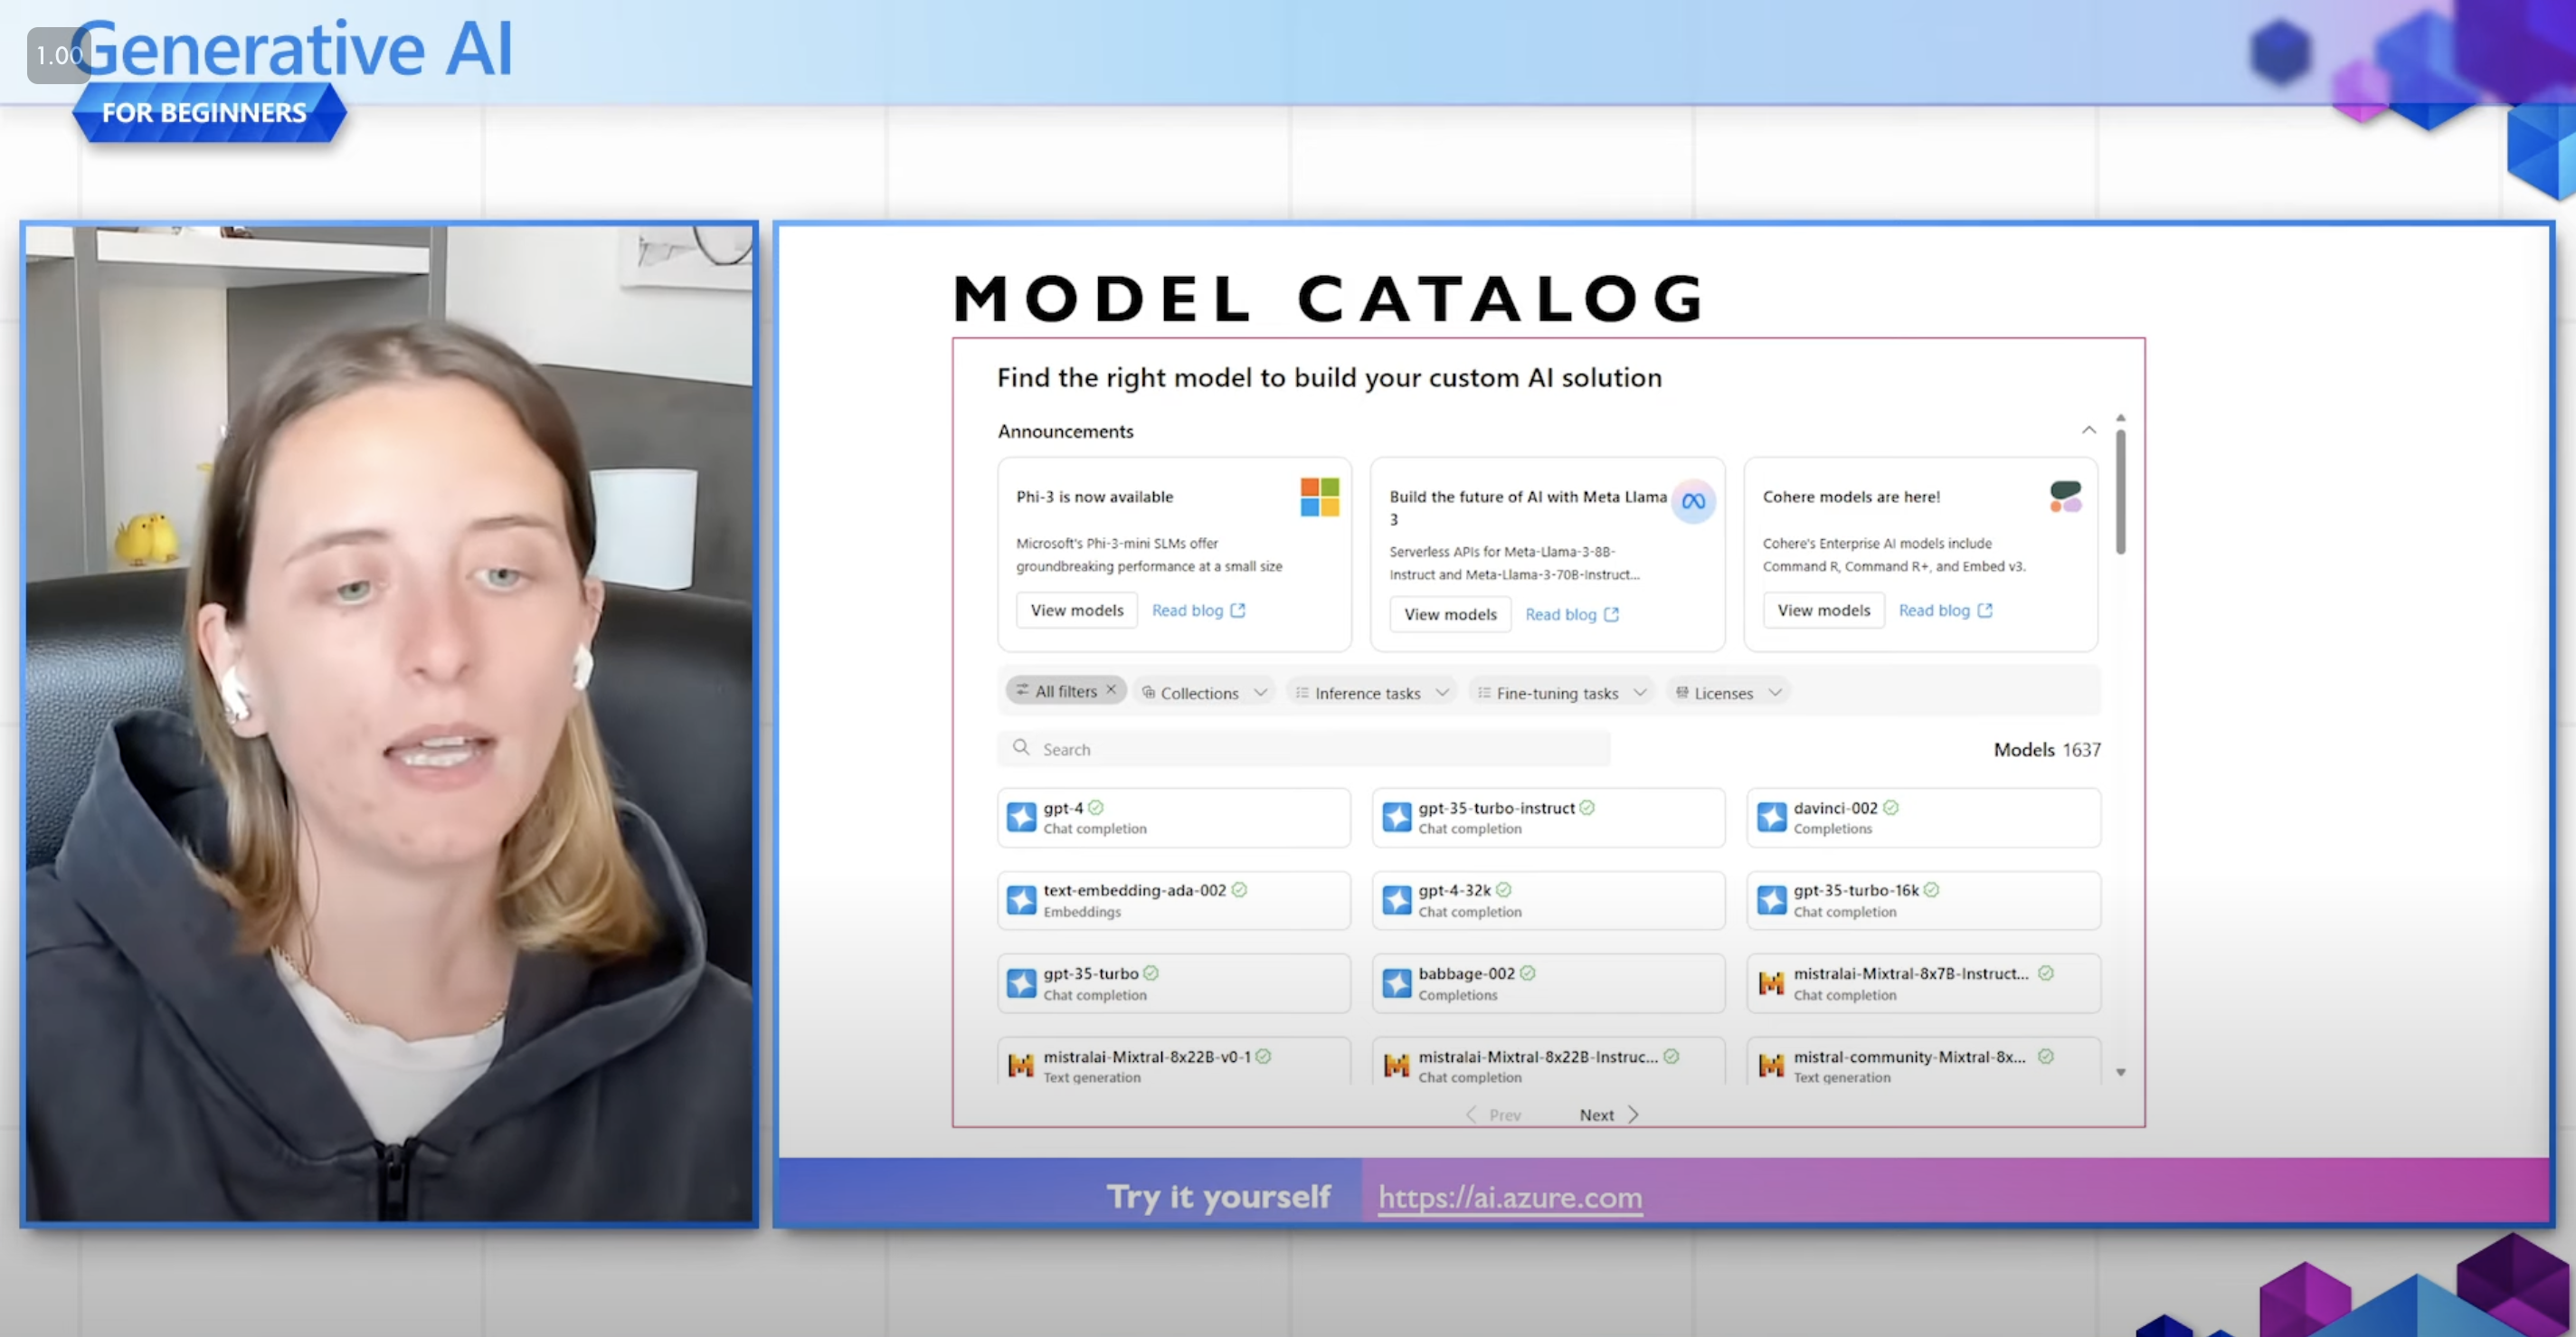 1.00
Generative AI
FOR BEGINNERS
MODEL CATALOG
Find the right model to build your custom AI solution
Announcements
Phi-3 is now available
Microsoft's Phi-3-mini SLMs offer
groundbreaking performance at a small size
View models
Read blog
Build the future of AI with Meta Llama
3
Serverless APIs for Meta-Llama-3-8B-
Instruct and Meta-Llama-3-70B-Instruct...
View models
Read blog
Cohere models are here!
Cohere's Enterprise AI models include
Command R, Command R+, and Embed v3.
View models
Read blog
All filters
Collections
Inference tasks
Fine-tuning tasks
Licenses
Search
Models 1637
gpt-4
Chat completion
gpt-35-turbo-instruct
Chat completion
davinci-002
Completions
text-embedding-ada-002
Embeddings
gpt-4-32k
Chat completion
gpt-35-turbo-16k
Chat completion
gpt-35-turbo
Chat completion
babbage-002
Completions
mistralai-Mixtral-8x7B-Instruct...
Chat completion
mistralai-Mixtral-8x22B-v0-1
Text generation
mistralai-Mixtral-8x22B-Instruc...
Chat completion
mistral-community-Mixtral-8x...
Text generation
Prev
Next
Try it yourself
https://ai.azure.com